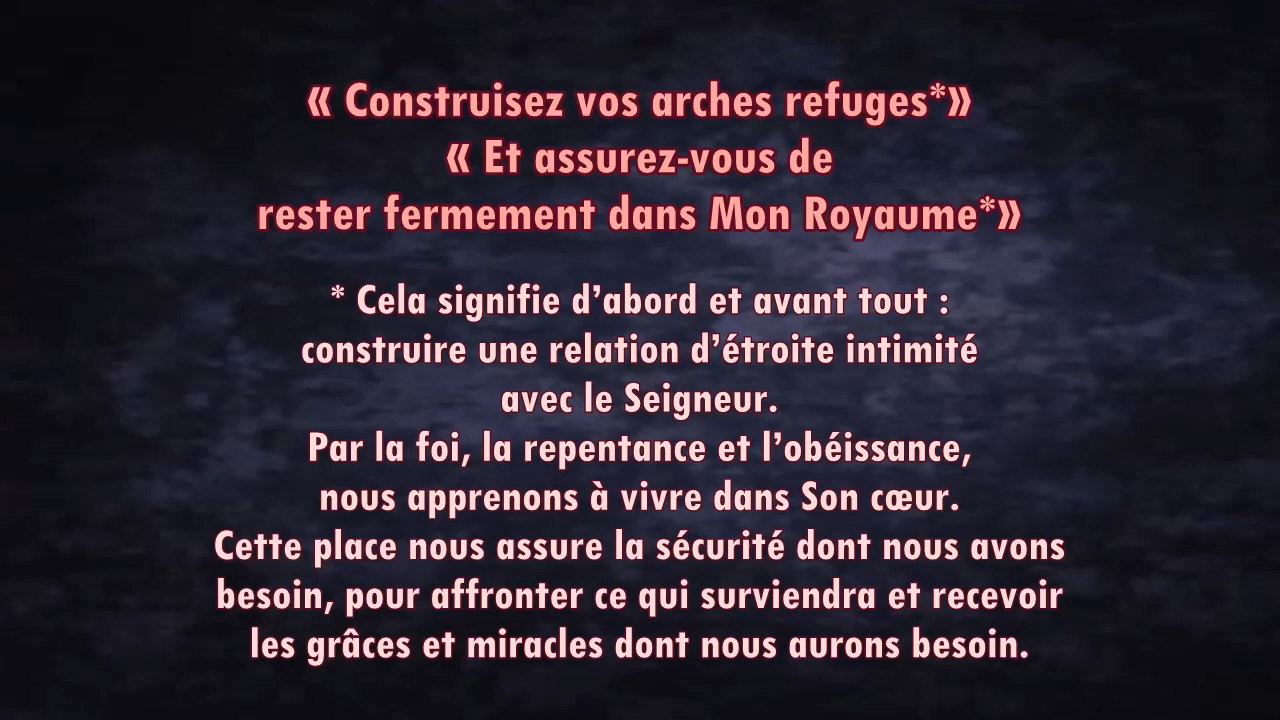 « Construisez vos arches refuges*»
« Et assurez-vous de
rester fermement dans Mon Royaume*»
* Cela signifie d’abord et avant tout :
construire une relation d’étroite intimité
avec le Seigneur.
Par la foi, la repentance et l’obéissance,
nous apprenons à vivre dans Son cœur.
Cette place nous assure la sécurité dont nous avons
besoin, pour affronter ce qui surviendra et recevoir
les grâces et miracles dont nous aurons besoin.